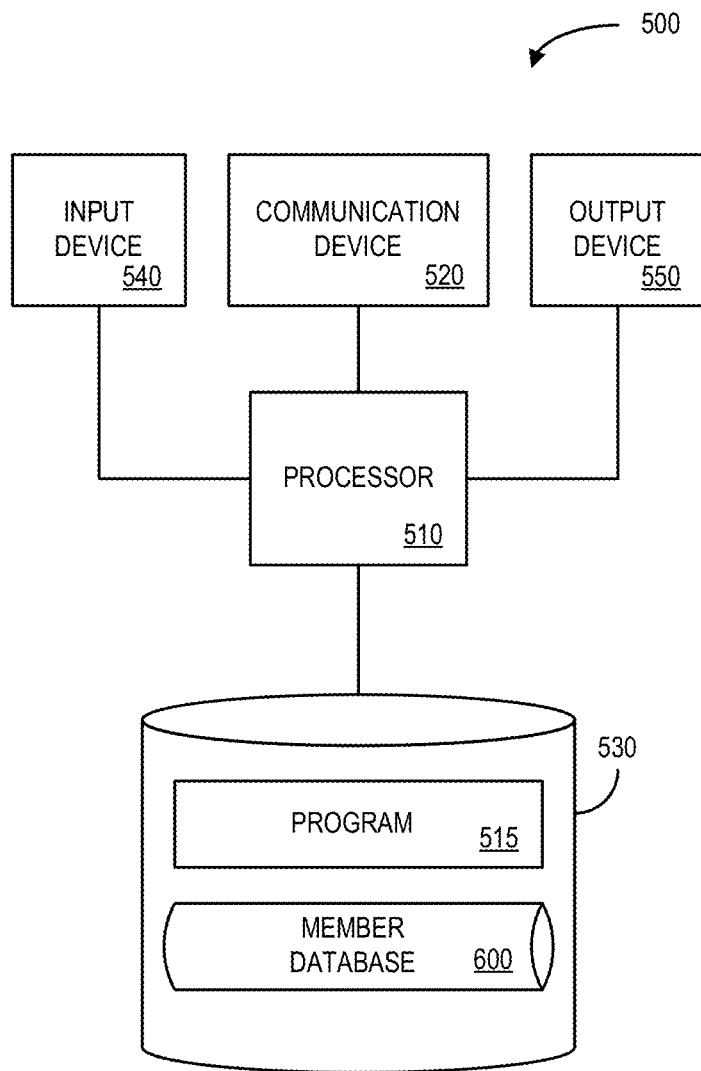 500
INPUT
DEVICE
540
COMMUNICATION
DEVICE
520
OUTPUT
DEVICE
550
PROCESSOR
510
530
PROGRAM
515
MEMBER
DATABASE
600